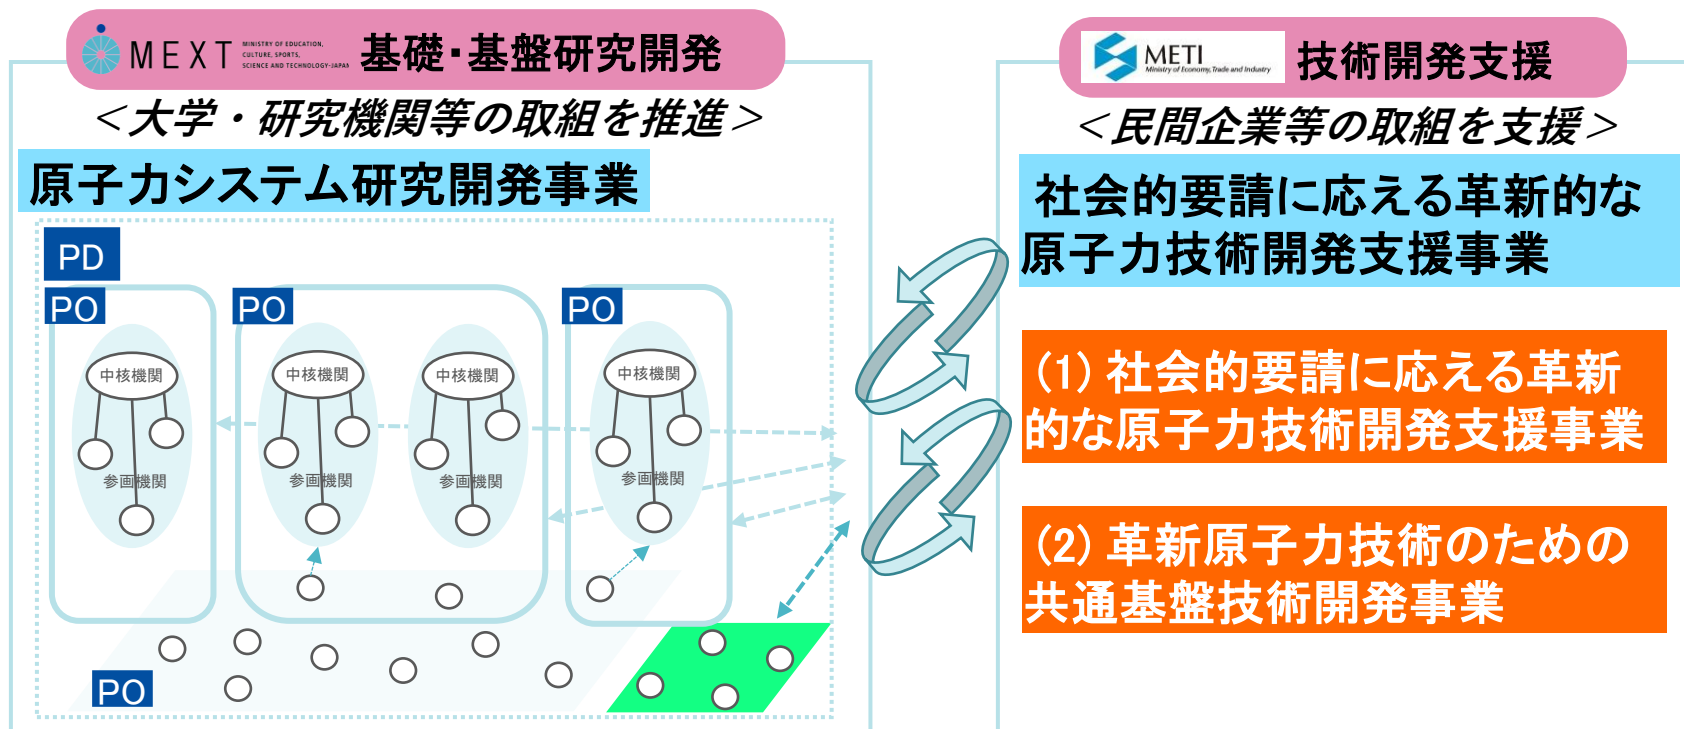 MEXT
MINISTRY OF EDUCATION,
CULTURE, SPORTS,
SCIENCE AND TECHNOLOGY-JAPAN
基礎・基盤研究開発
＜大学・研究機関等の取組を推進＞
原子力システム研究開発事業
PD
PO
PO
PO
中核機関
中核機関
中核機関
中核機関
参画機関
参画機関
参画機関
参画機関
PO
METI
Ministry of Economy, Trade and Industry
技術開発支援
＜民間企業等の取組を支援＞
社会的要請に応える革新的な
原子力技術開発支援事業
(1) 社会的要請に応える革新
的な原子力技術開発支援事業
(2) 革新原子力技術のための
共通基盤技術開発事業